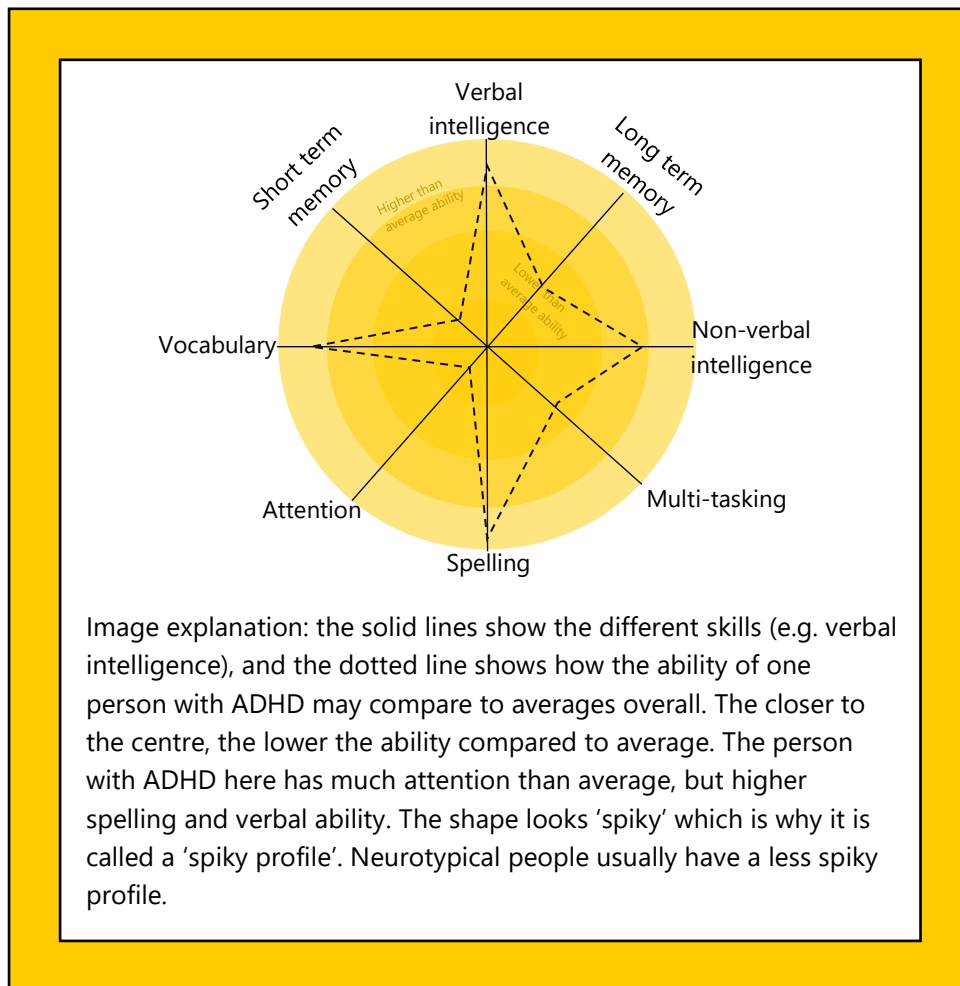 Verbal
intelligence
Short term
memory
Long term
memory
Higher than
average ability
Lower than
average ability
Vocabulary
Non-verbal
intelligence
Attention
Multi-tasking
Spelling
Image explanation: the solid lines show the different skills (e.g. verbal
intelligence), and the dotted line shows how the ability of one
person with ADHD may compare to averages overall. The closer to
the centre, the lower the ability compared to average. The person
with ADHD here has much attention than average, but higher
spelling and verbal ability. The shape looks ‘spiky’ which is why it is
called a ‘spiky profile’. Neurotypical people usually have a less spiky
profile.